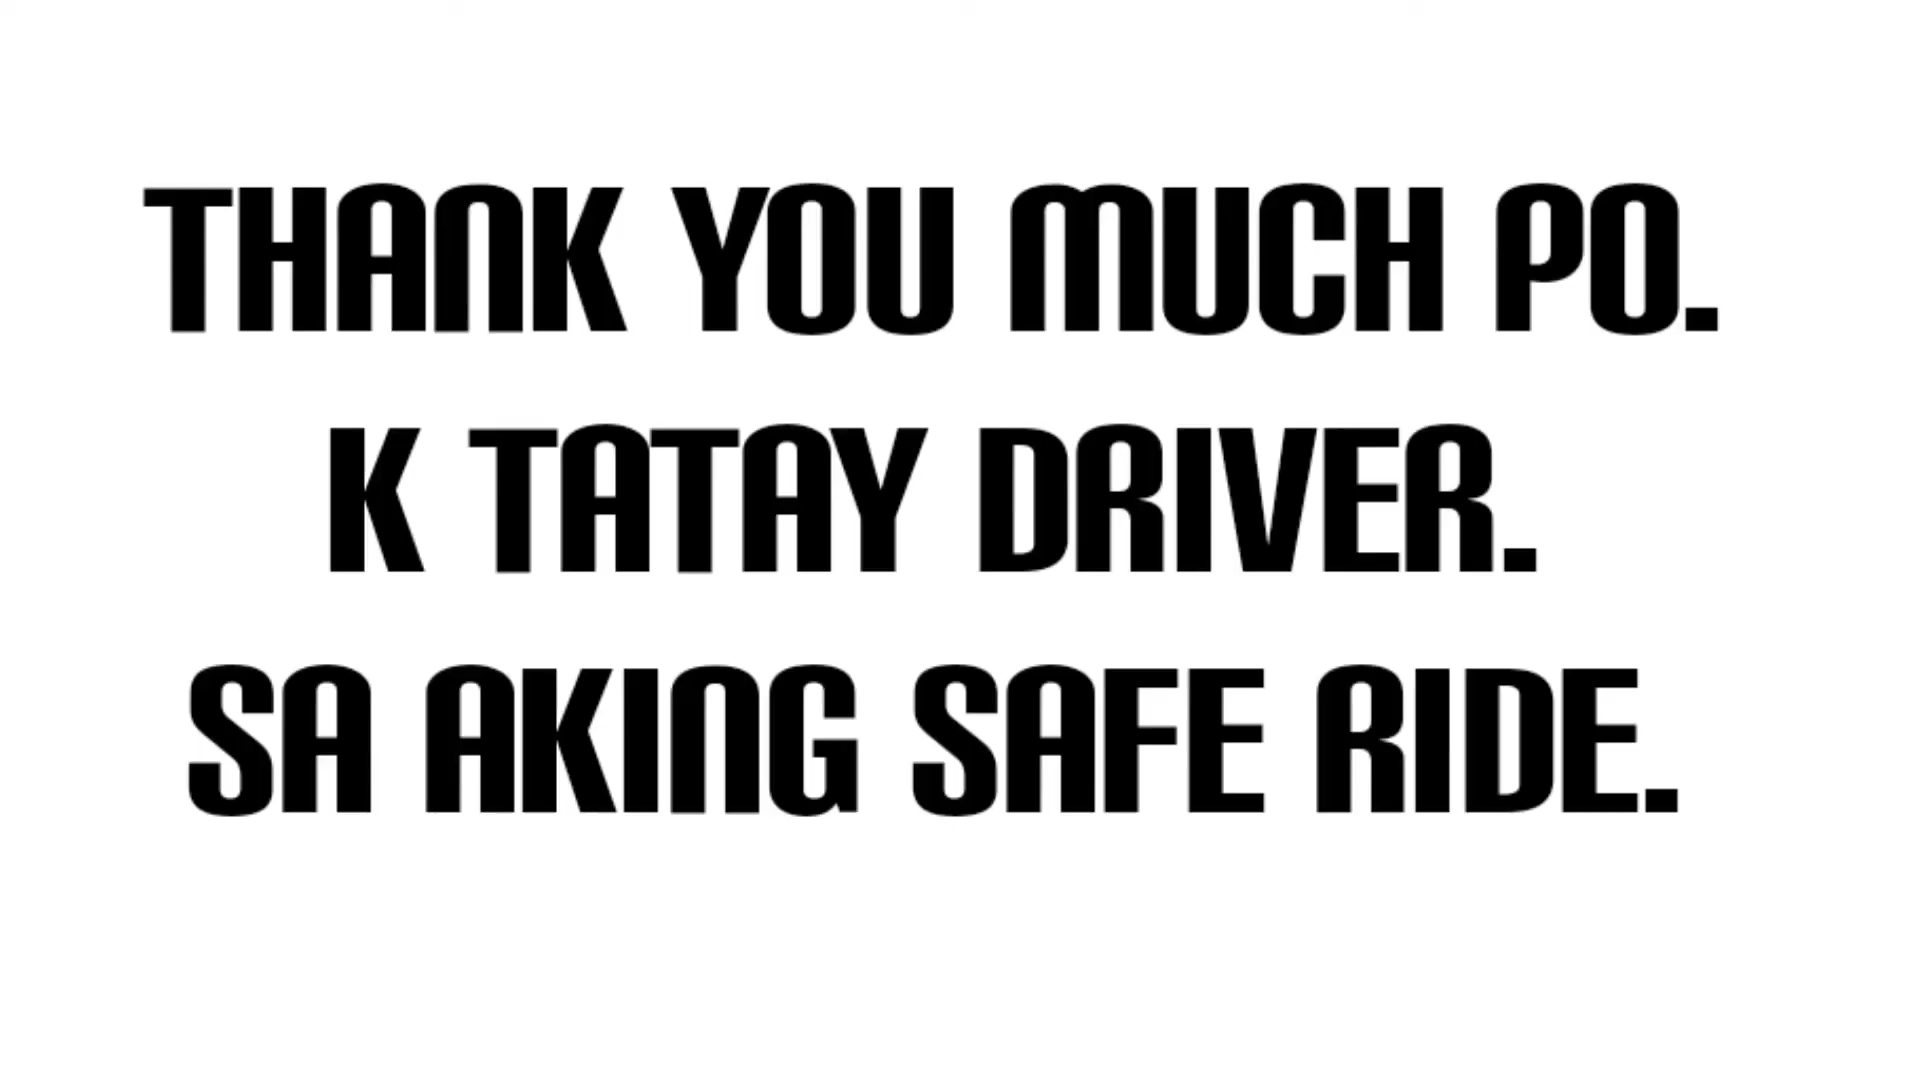 THANK YOU MUCH PO.
K TATAY DRIVER.
SA AKING SAFE RIDE.